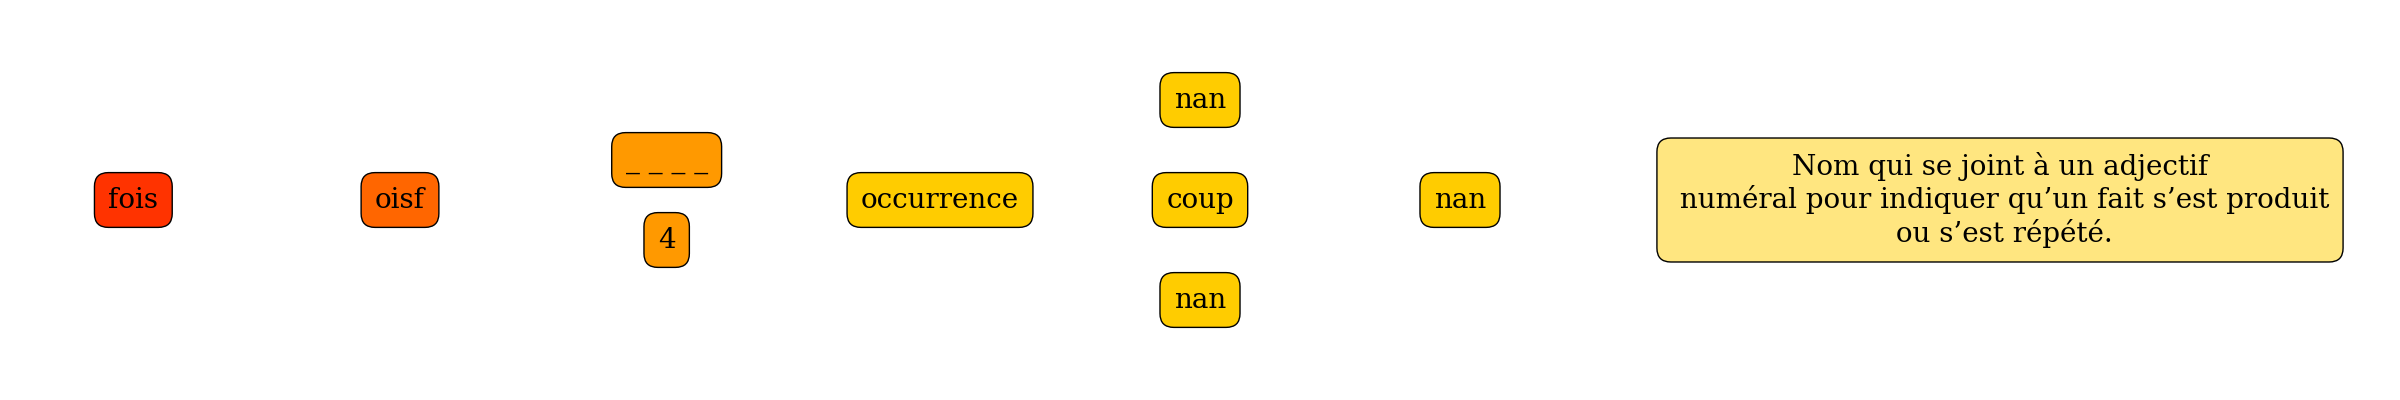 fois
oisf
_ _ _ _
4
occurrence
nan
coup
nan
nan
Nom qui se joint à un adjectif
numéral pour indiquer qu’un fait s’est produit
ou s’est répété.